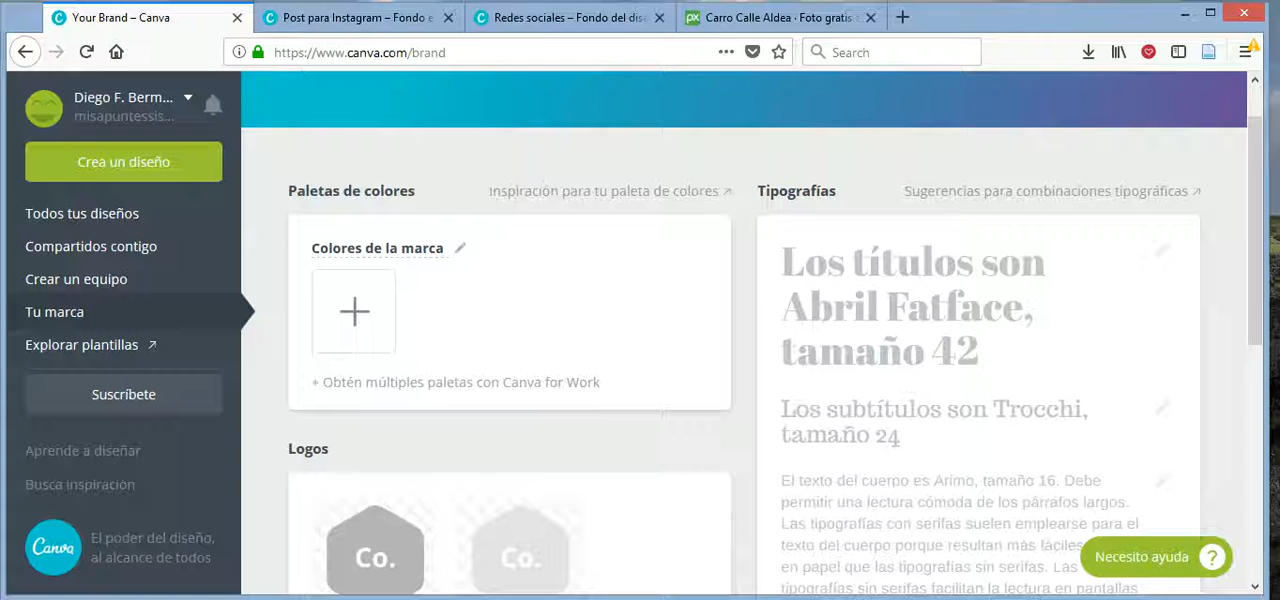 Your Brand – Canva
Post para Instagram – Fondo e
Redes sociales – Fondo del dis
Carro Calle Aldea · Foto gratis
https://www.canva.com/brand
Search
Diego F. Berm...
misapuntessis...
Crea un diseño
Todos tus diseños
Compartidos contigo
Crear un equipo
Tu marca
Explorar plantillas
Suscríbete
Aprende a diseñar
Busca inspiración
Canva
El poder del diseño,
al alcance de todos
Paletas de colores
Inspiración para tu paleta de colores
Colores de la marca
+ Obtén múltiples paletas con Canva for Work
Logos
Co.
Co.
Tipografías
Sugerencias para combinaciones tipográficas
Los títulos son
Abril Fatface,
tamaño 42
Los subtítulos son Trocchi,
tamaño 24
El texto del cuerpo es Arimo, tamaño 16. Debe
permitir una lectura cómoda de los párrafos largos.
Las tipografías con serifas suelen emplearse para el
texto del cuerpo porque resultan más fáciles
en papel que las tipografías sin serifas. Las
tipografías sin serifas facilitan la lectura en pantallas
Necesito ayuda ?